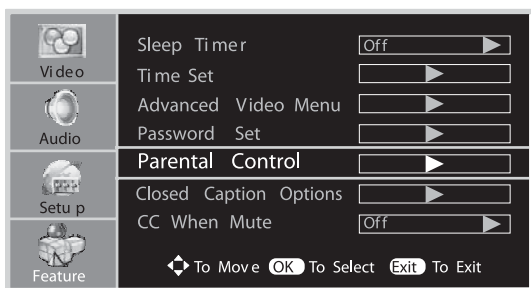 Video
Audio
Setup
Feature
Sleep Timer Off
Time Set
Advanced Video Menu
Password Set
Parental Control
Closed Caption Options
CC When Mute Off
To Move OK To Select Exit To Exit